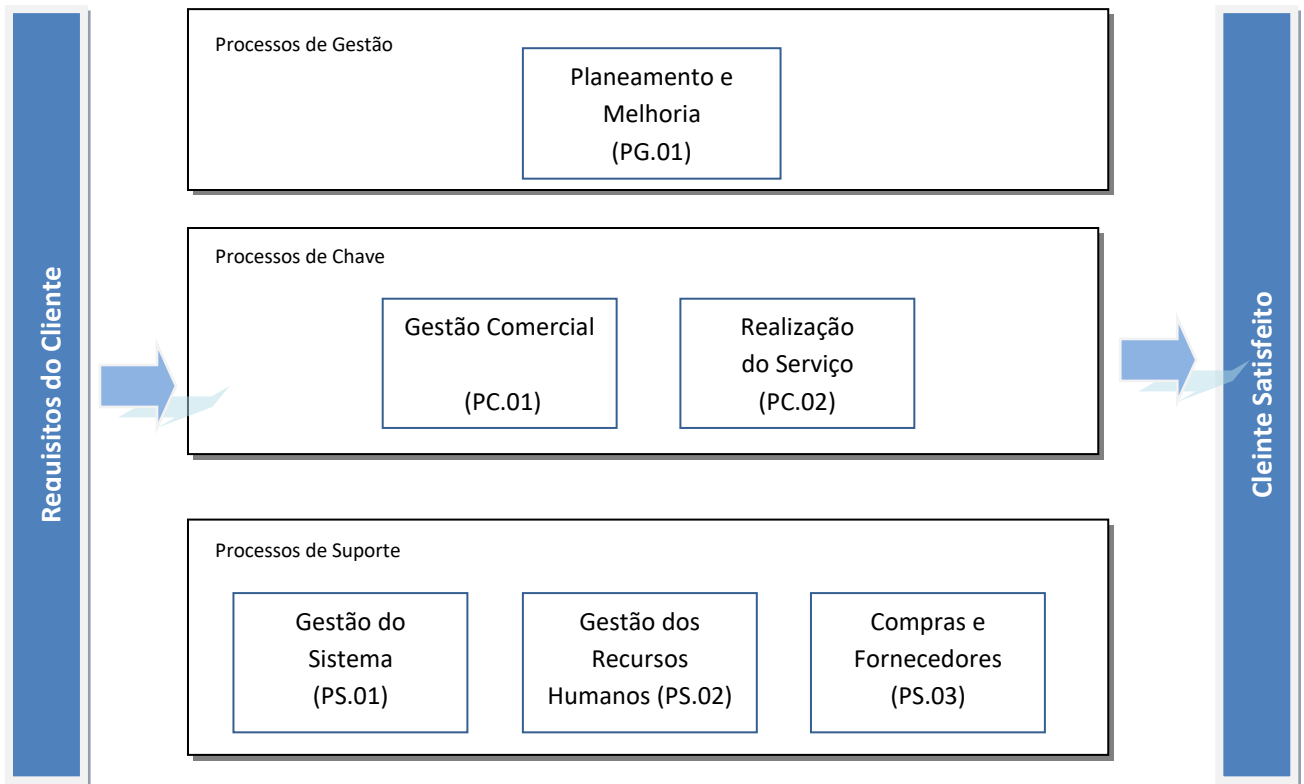 Requisitos do Cliente
Processos de Gestão
Planeamento e
Melhoria
(PG.01)
Processos de Chave
Gestão Comercial
(PC.01)
Realização
do Serviço
(PC.02)
Processos de Suporte
Gestão do
Sistema
(PS.01)
Gestão dos
Recursos
Humanos (PS.02)
Compras e
Fornecedores
(PS.03)
Cleinte Satisfeito